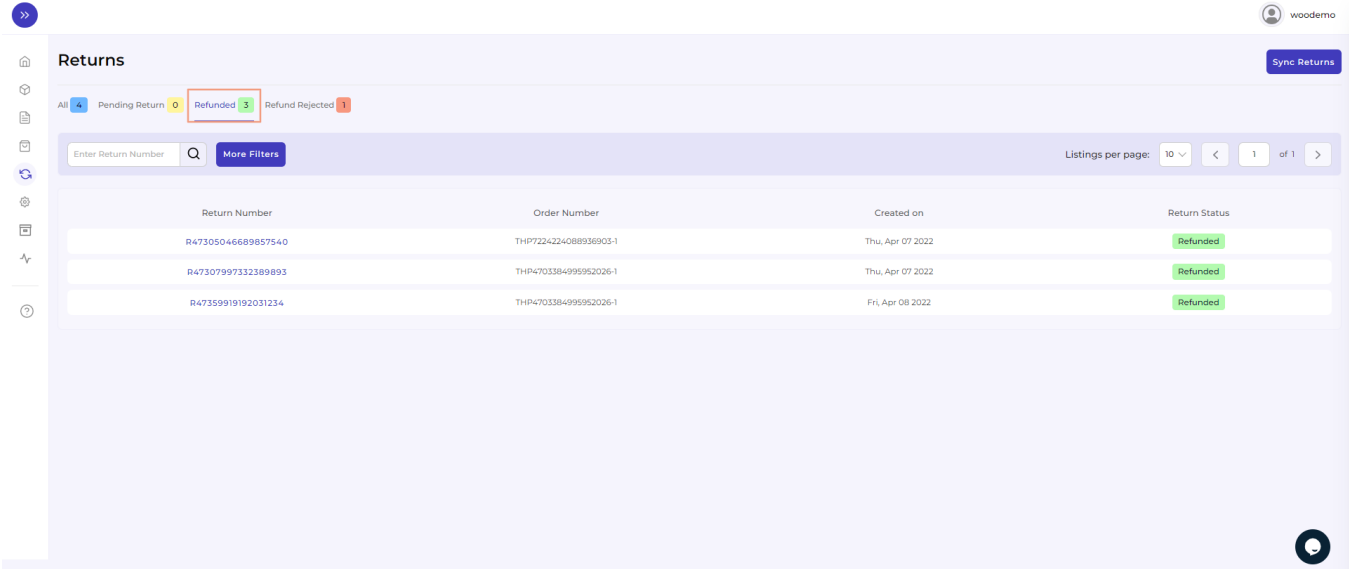 woodemo
Returns
Sync Returns
All 4 Pending Return 0 Refunded 3 Refund Rejected 1
Enter Return Number More Filters Listings per page: 10 1 of 1
Return Number Order Number Created on Return Status
R47305046689857540 THP7224224088936903-1 Thu, Apr 07 2022 Refunded
R47307997332389893 THP4703384995952026-1 Thu, Apr 07 2022 Refunded
R47359919192031234 THP4703384995952026-1 Fri, Apr 08 2022 Refunded